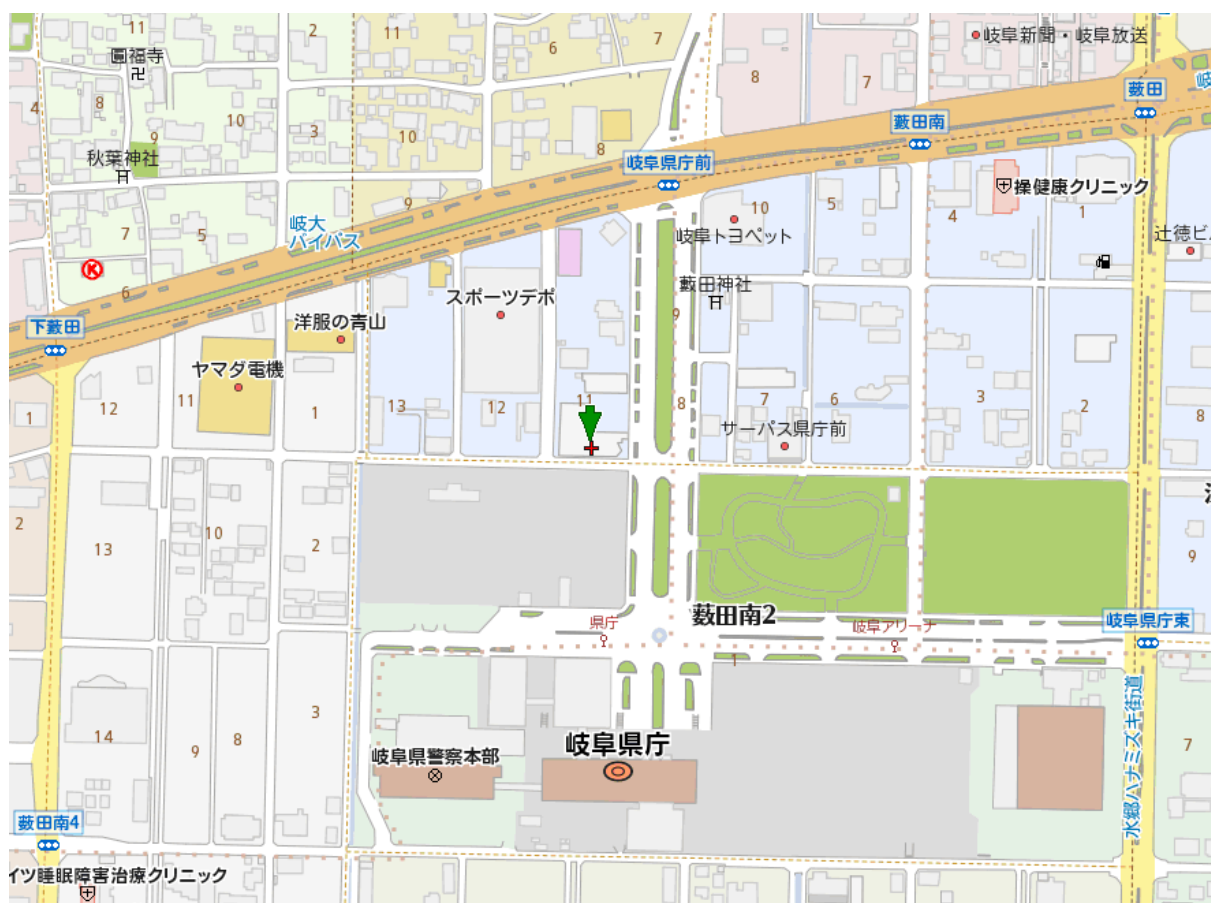 11
2
11
6
7
圓福寺
卍
8
7
岐阜新聞・岐阜放送
薮田
4
8
9
10
3
10
8
薮田南
秋葉神社
岐阜県庁前
操健康クリニック
9
10
5
4
1
7
5
岐大
バイパス
岐阜トヨペット
辻徳ビル
K
6
藪田神社
スポーツデポ
9
下薮田
洋服の青山
ヤマダ電機
1
12
11
1
13
12
11
8
7
6
3
2
8
サーパス県庁前
2
13
10
2
9
薮田南2
県庁
岐阜アリーナ
岐阜県庁東
1
3
14
9
8
岐阜県庁
岐阜県警察本部
水郷ハナミズキ街道
7
薮田南4
イツ睡眠障害治療クリニック